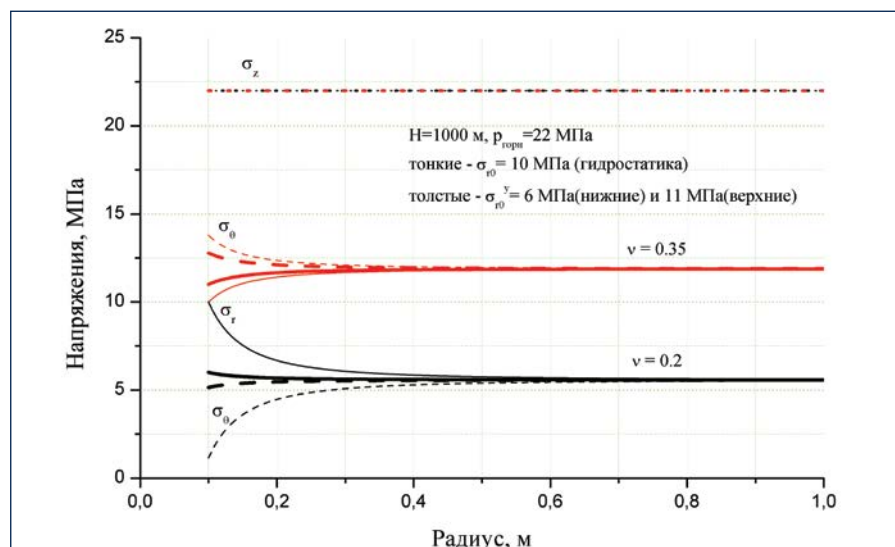 25
20
15
10
5
0
Напряжения, МПа
σz
H=1000 м, pгорн=22 МПа
тонкие - σr0= 10 МПа (гидростатика)
толстые - σr0y= 6 МПа(нижние) и 11 МПа(верхние)
σθ
ν = 0.35
σr
ν = 0.2
σθ
0,0 0,2 0,4 0,6 0,8 1,0
Радиус, м